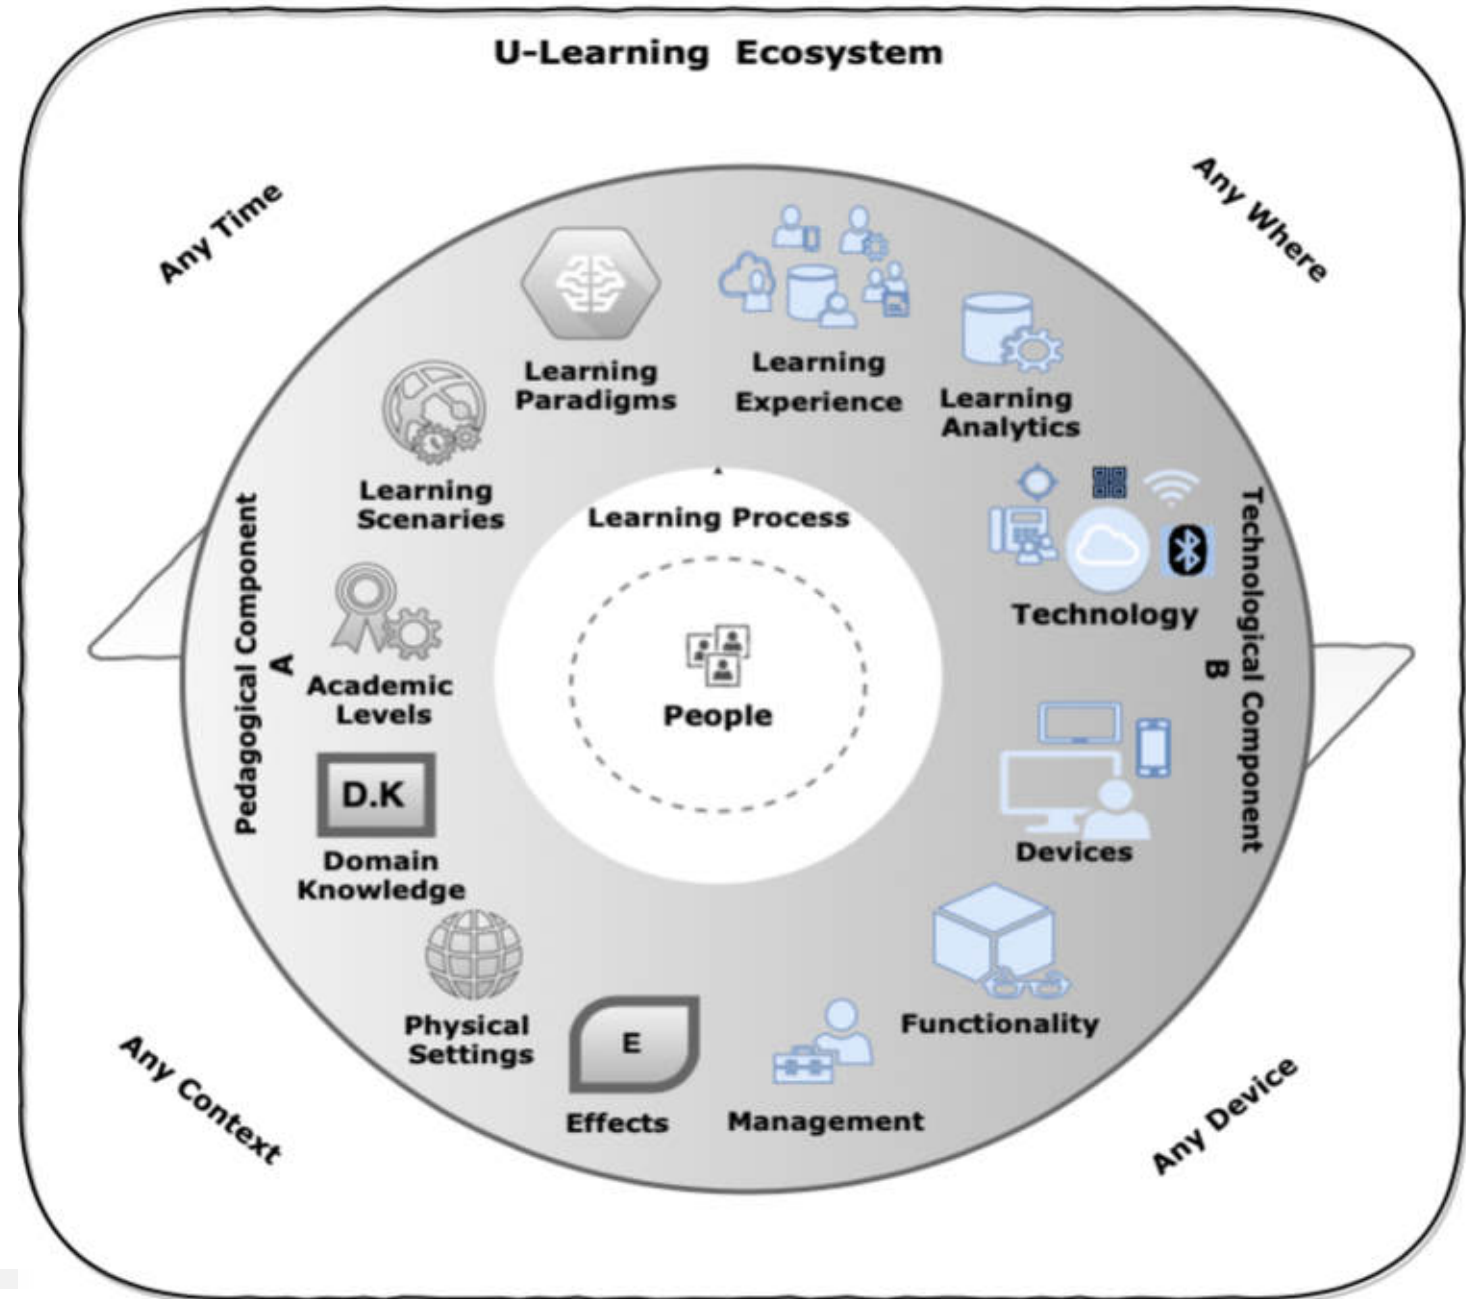 U-Learning Ecosystem
Any Time
Any Where
Learning
Paradigms
Learning
Experience
Learning
Analytics
Learning
Scenaries
Learning Process
Technology
Pedagogical Component
A
Technological Component
B
Academic
Levels
People
D.K
Domain
Knowledge
Devices
Physical
Settings
Functionality
E
Effects
Management
Any Context
Any Device